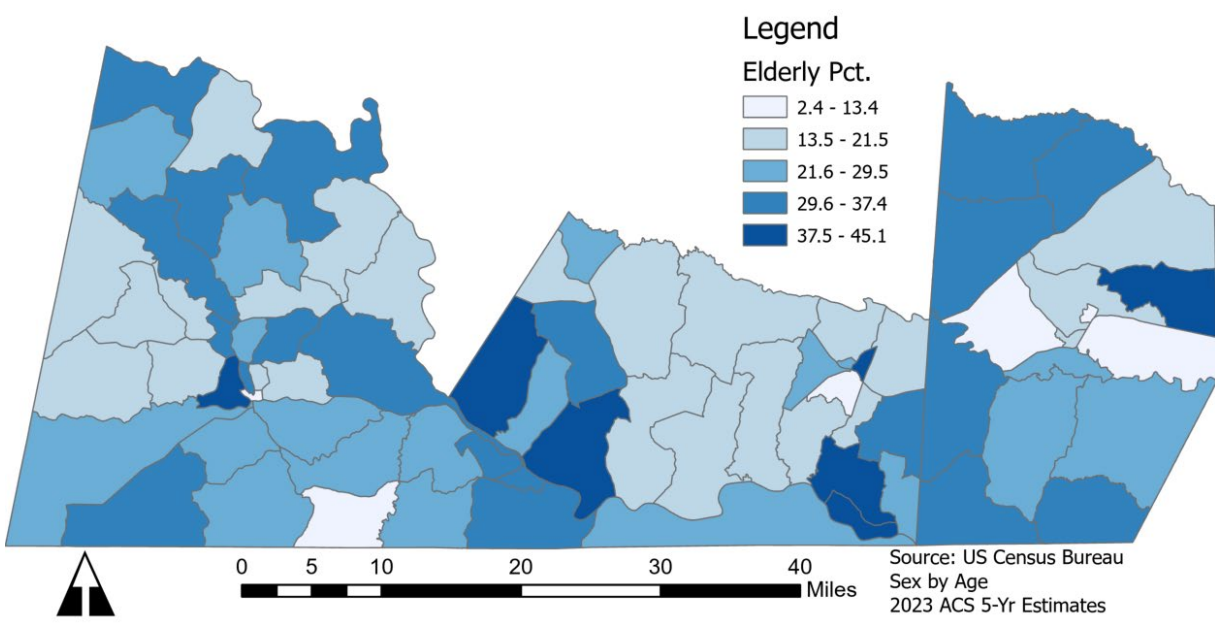 Legend
Elderly Pct.
2.4 - 13.4
13.5 - 21.5
21.6 - 29.5
29.6 - 37.4
37.5 - 45.1
0 5 10 20 30 40
Miles
Source: US Census Bureau
Sex by Age
2023 ACS 5-Yr Estimates